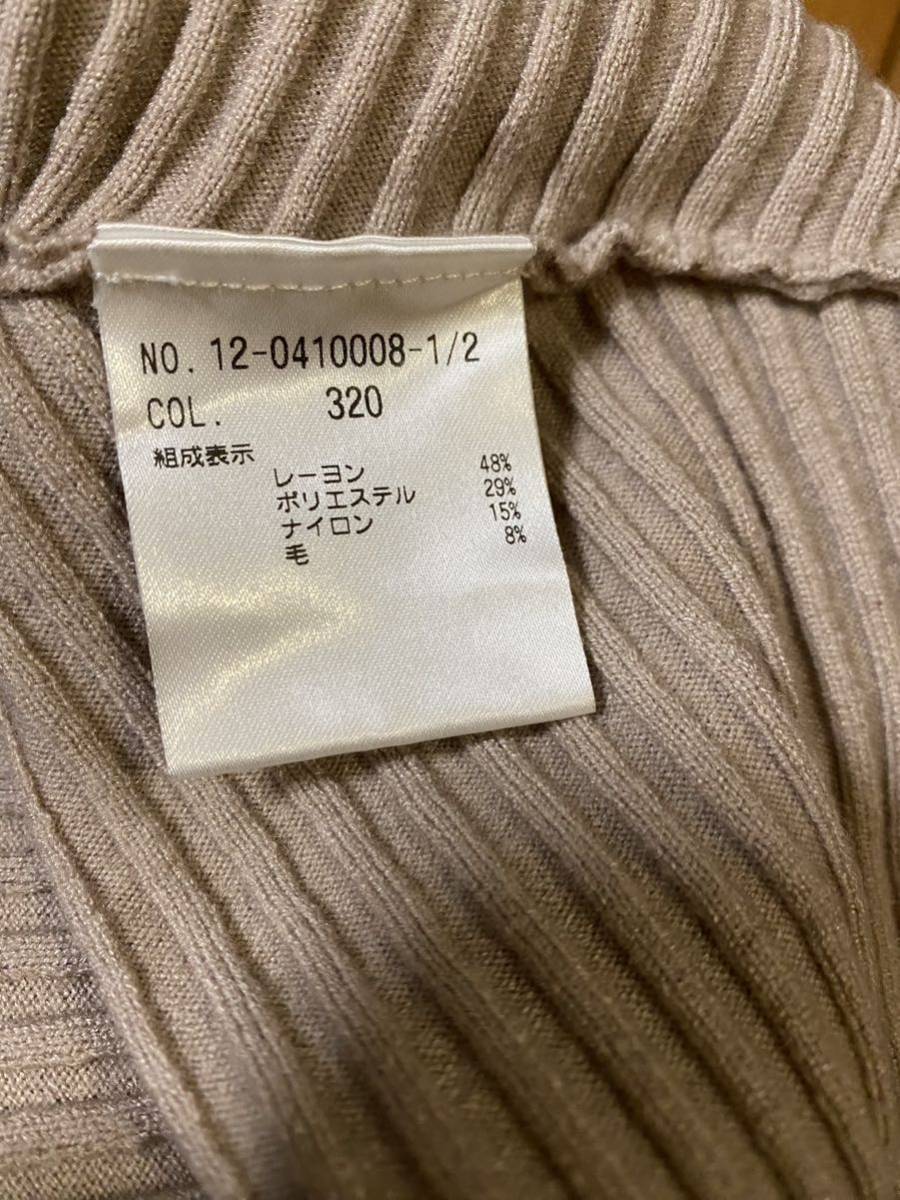 NO. 12-0410008-1/2
COL. 320
組成表示
レーヨン 48%
ポリエステル 29%
ナイロン 15%
毛 8%